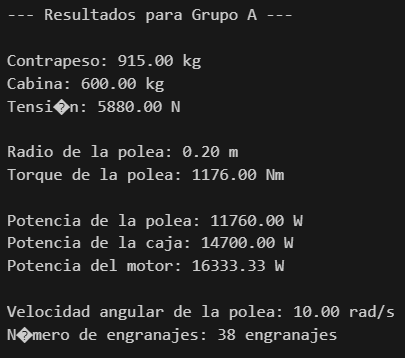 --- Resultados para Grupo A ---
Contrapeso: 915.00 kg
Cabina: 600.00 kg
Tensi�n: 5880.00 N
Radio de la polea: 0.20 m
Torque de la polea: 1176.00 Nm
Potencia de la polea: 11760.00 W
Potencia de la caja: 14700.00 W
Potencia del motor: 16333.33 W
Velocidad angular de la polea: 10.00 rad/s
N�mero de engranajes: 38 engranajes